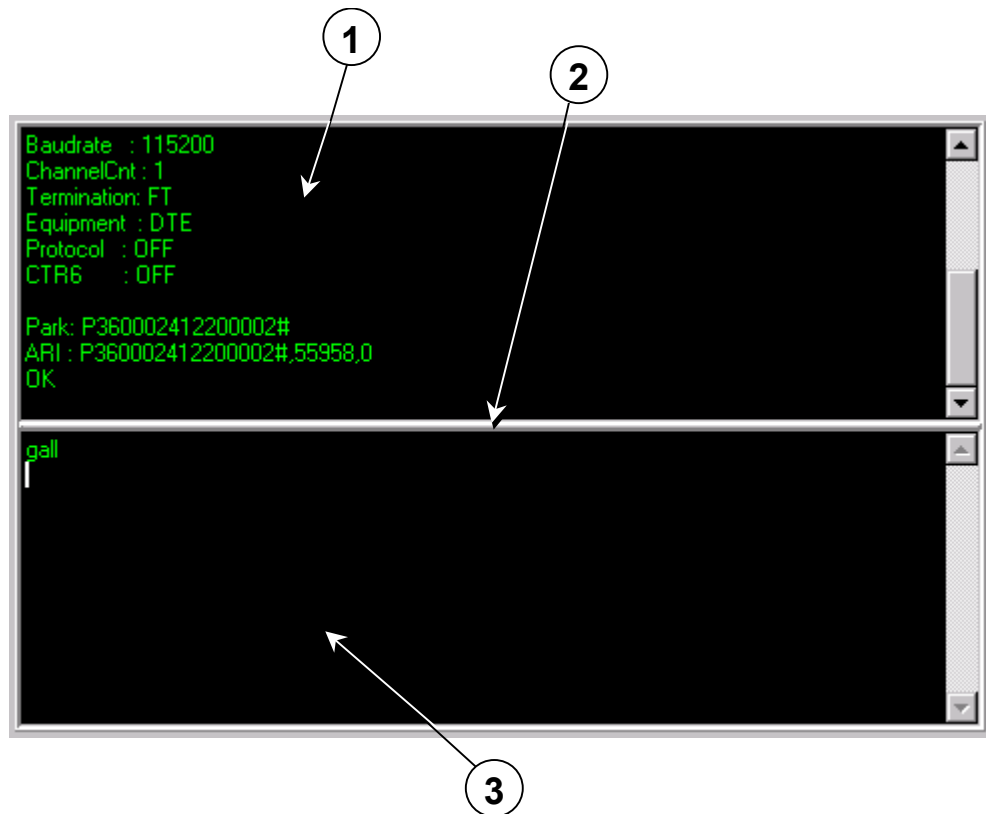 1
2
Baudrate : 115200
ChannelCnt : 1
Termination: FT
Equipment : DTE
Protocol : OFF
CTR6 : OFF
Park: P360002412200002#
ARI : P360002412200002#,55958,0
OK
gall
3